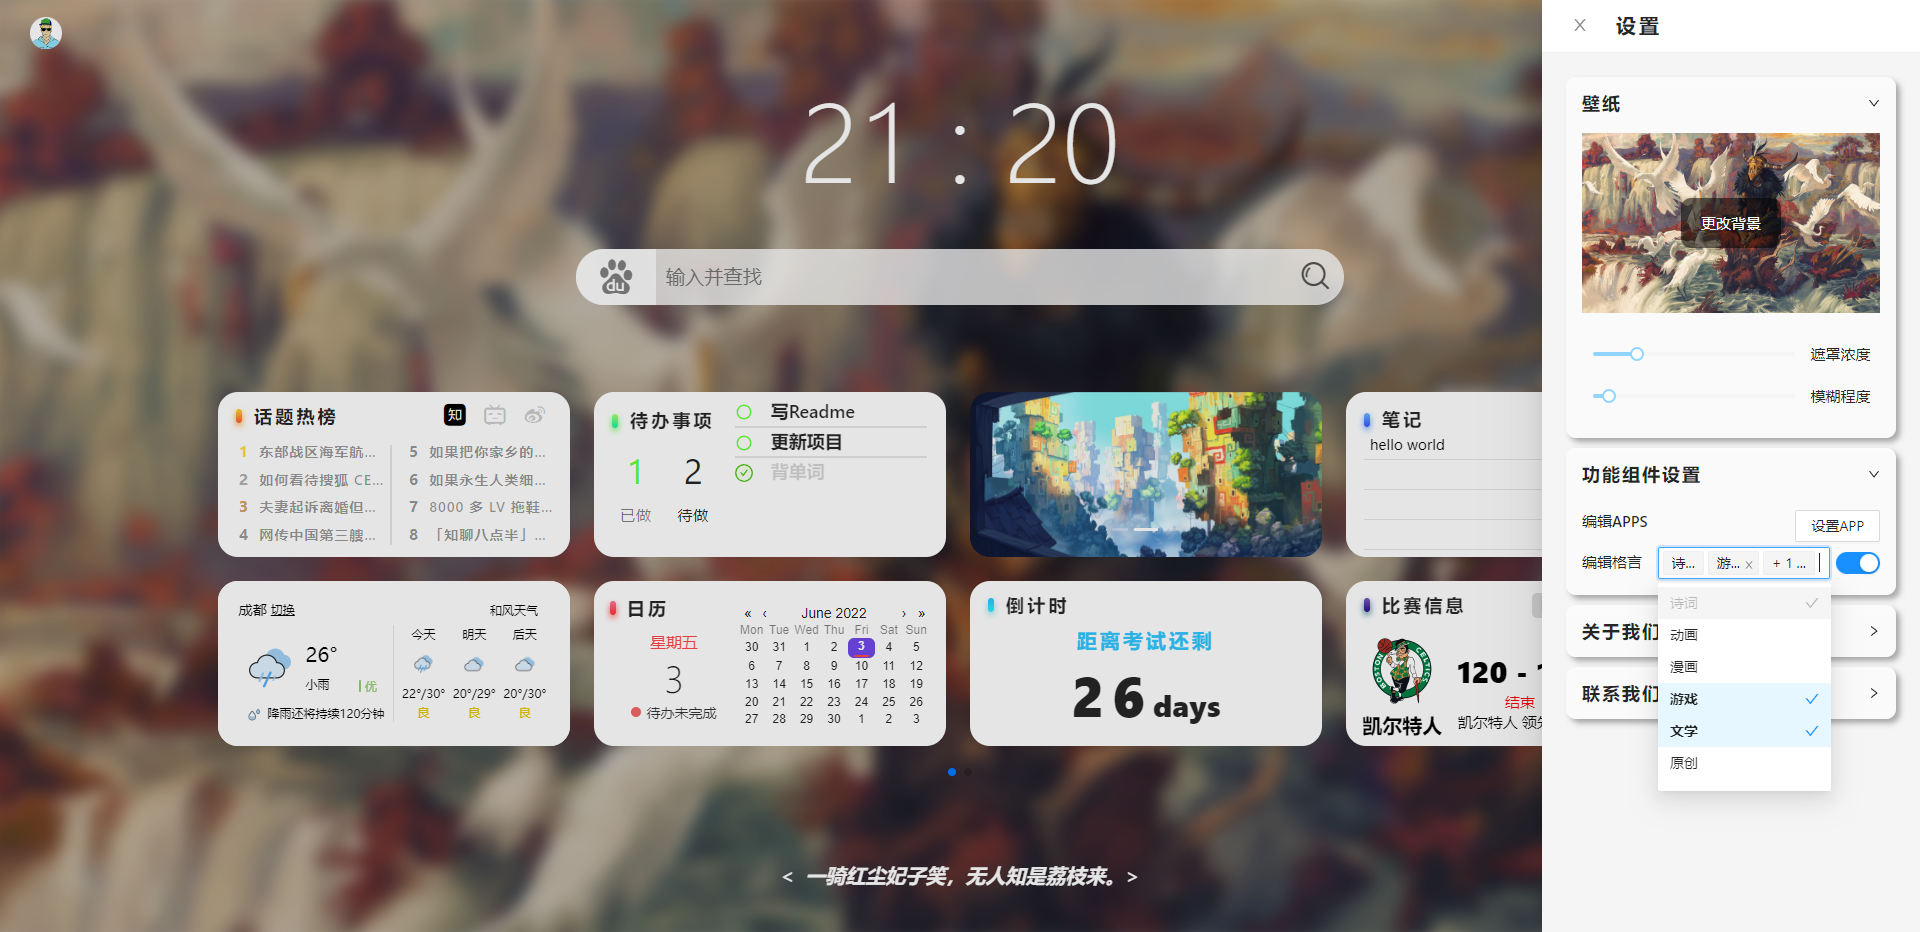 21 : 20
du
输入并查找
话题热榜
知
1 东部战区海军航...
2 如何看待搜狐 CE...
3 夫妻起诉离婚但...
4 网传中国第三艘...
5 如果把你家乡的...
6 如果永生人类细...
7 8000 多 LV 拖鞋...
8 「知聊八点半」...
待办事项
1 2
已做 待做
写Readme
更新项目
背单词
笔记
hello world
成都 切换
和风天气
26°
小雨
优
降雨还将持续120分钟
今天 明天 后天
22°/30° 20°/29° 20°/30°
良 良 良
日历
星期五
3
待办未完成
« ‹ June 2022 › »
Mon Tue Wed Thu Fri Sat Sun
30 31 1 2 3 4 5
6 7 8 9 10 11 12
13 14 15 16 17 18 19
20 21 22 23 24 25 26
27 28 29 30 1 2 3
倒计时
距离考试还剩
26 days
比赛信息
BOSTON CELTICS
120 -
结束
凯尔特人
凯尔特人 领先
< 一骑红尘妃子笑，无人知是荔枝来。 >
设置
壁纸
更改背景
遮罩浓度
模糊程度
功能组件设置
编辑APPS
设置APP
编辑格言
诗... 游... x + 1 ...
诗词
动画
漫画
游戏
文学
原创
关于我们
联系我们